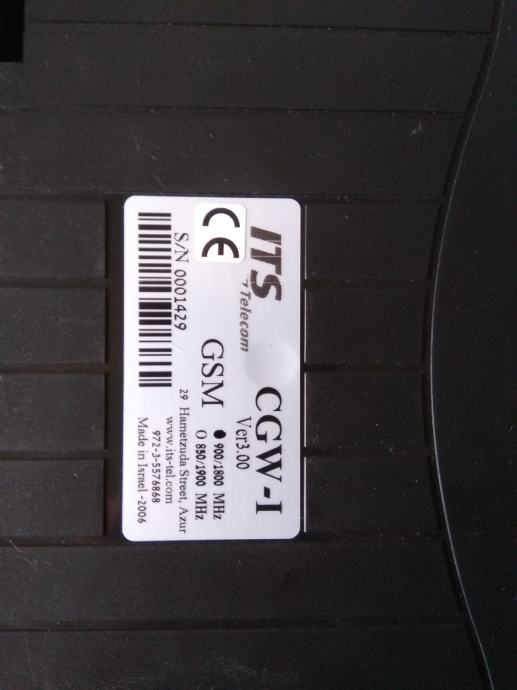 ITS
Telecom
CGW-I
Ver3.00
CE
GSM
● 900/1800 MHz
O 850/1900 MHz
S/N 0001429
29 Hametzuda Street, Azur
www.its-tel.com
972-3-5576868
Made in Israel -2006